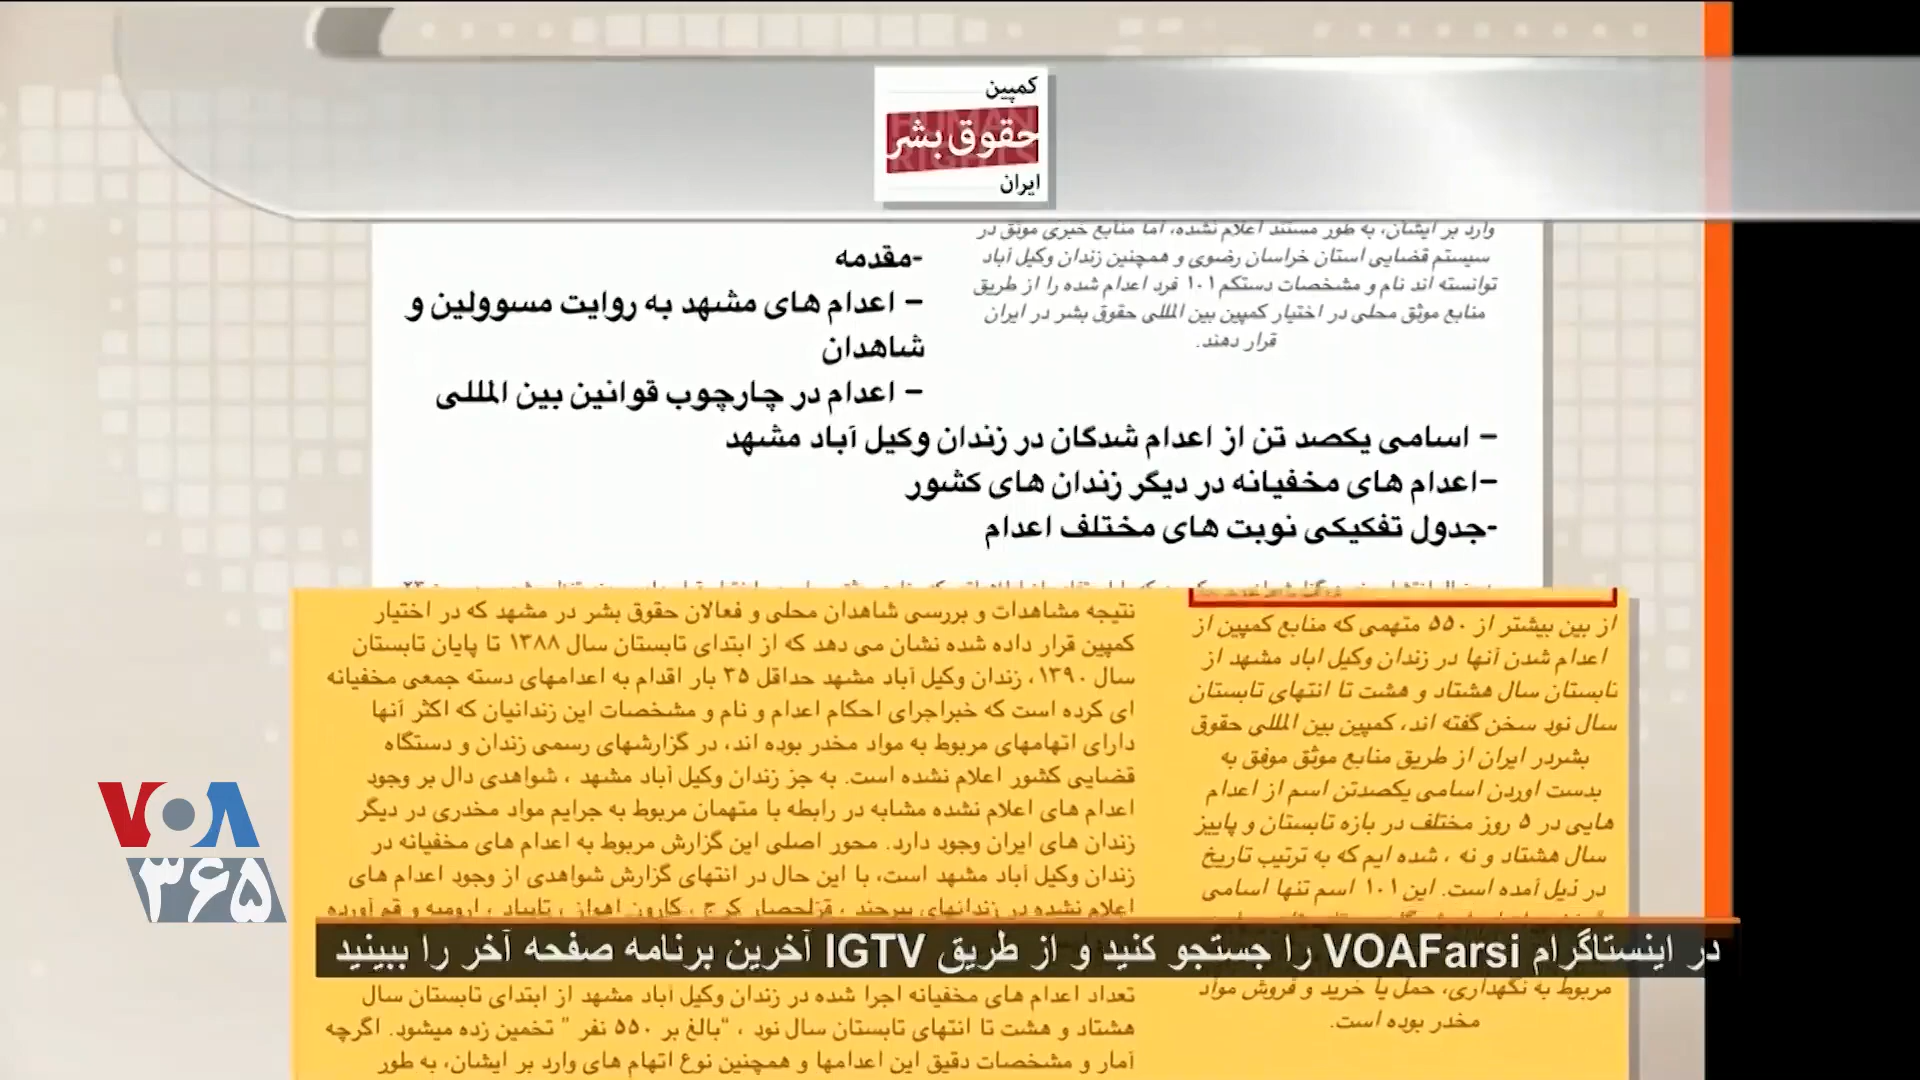 کمپین
حقوق بشر
ایران
وارد بر ایشان، به طور مستند اعلام نشده، اما منابع خبری موثق در
سیستم قضایی استان خراسان رضوی و همچنین زندان وکیل آباد
توانسته اند نام و مشخصات دستکم ۱۰۱ فرد اعدام شده را از طریق
منابع موثق محلی در اختیار کمپین بین المللی حقوق بشر در ایران
قرار دهند.
-مقدمه
– اعدام های مشهد به روایت مسوولین و
شاهدان
– اعدام در چارچوب قوانین بین المللی
– اسامی یکصد تن از اعدام شدگان در زندان وکیل آباد مشهد
–اعدام های مخفیانه در دیگر زندان های کشور
-جدول تفکیکی نوبت های مختلف اعدام
از بین بیشتر از ۵۵۰ متهمی که منابع کمپین از
اعدام شدن آنها در زندان وکیل اباد مشهد از
تابستان سال هشتاد و هشت تا انتهای تابستان
سال نود سخن گفته اند، کمپین بین المللی حقوق
بشردر ایران از طریق منابع موثق موفق به
بدست اوردن اسامی یکصدتن اسم از اعدام
هایی در ۵ روز مختلف در بازه تابستان و پاییز
سال هشتاد و نه ، شده ایم که به ترتیب تاریخ
در ذیل آمده است. این ۱۰۱ اسم تنها اسامی
مربوط به نگهداری، حمل یا خرید و فروش مواد
مخدر بوده است.
نتیجه مشاهدات و بررسی شاهدان محلی و فعالان حقوق بشر در مشهد که در اختیار
کمپین قرار داده شده نشان می دهد که از ابتدای تابستان سال ۱۳۸۸ تا پایان تابستان
سال ۱۳۹۰، زندان وکیل آباد مشهد حداقل ۳۵ بار اقدام به اعدامهای دسته جمعی مخفیانه
ای کرده است که خبراجرای احکام اعدام و نام و مشخصات این زندانیان که اکثر آنها
دارای اتهامهای مربوط به مواد مخدر بوده اند، در گزارشهای رسمی زندان و دستگاه
قضایی کشور اعلام نشده است. به جز زندان وکیل آباد مشهد ، شواهدی دال بر وجود
اعدام های اعلام نشده مشابه در رابطه با متهمان مربوط به جرایم مواد مخدری در دیگر
زندان های ایران وجود دارد. محور اصلی این گزارش مربوط به اعدام های مخفیانه در
زندان وکیل آباد مشهد است، با این حال در انتهای گزارش شواهدی از وجود اعدام های
اعلام نشده در زندانهای بیرجند ، قزلحصار کرج ، کارون اهواز ، تایباد ، ارومیه و قم آورده
تعداد اعدام های مخفیانه اجرا شده در زندان وکیل آباد مشهد از ابتدای تابستان سال
هشتاد و هشت تا انتهای تابستان سال نود ، “بالغ بر ۵۵۰ نفر ” تخمین زده میشود. اگرچه
آمار و مشخصات دقیق این اعدامها و همچنین نوع اتهام های وارد بر ایشان، به طور
VOA
۳۶۵
در اینستاگرام VOAFarsi را جستجو کنید و از طریق IGTV آخرین برنامه صفحه آخر را ببینید